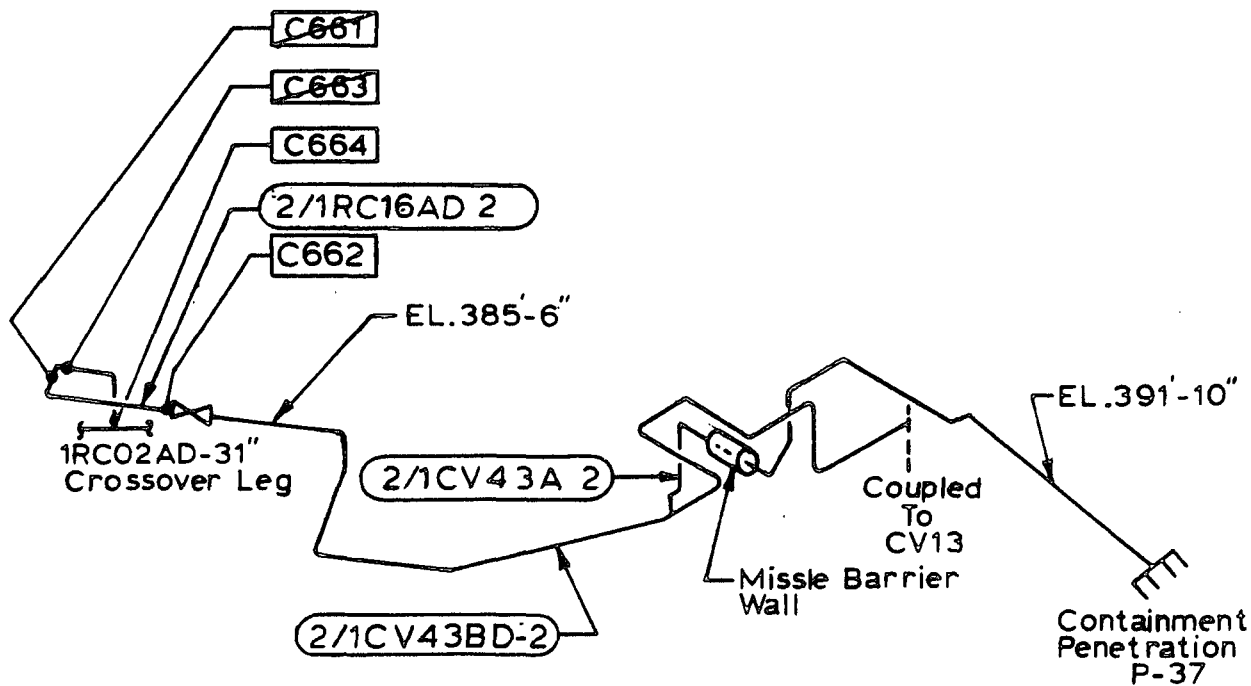 C661
C663
C664
2/1RC16AD 2
C662
EL.385'-6"
EL.391'-10"
1RC02AD-31"
Crossover Leg
2/1CV43A 2
Coupled
To
CV13
Missle Barrier
Wall
2/1CV43BD-2
Containment
Penetration
P-37